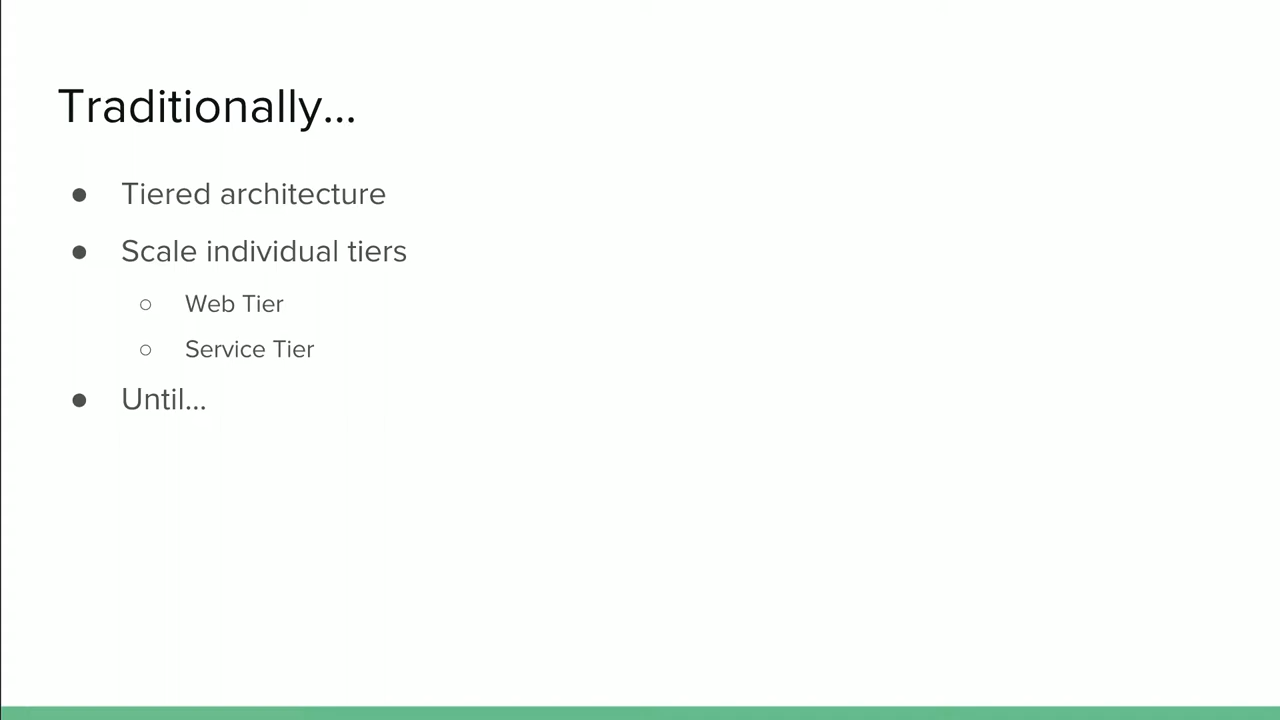 Traditionally...
● Tiered architecture
● Scale individual tiers
○ Web Tier
○ Service Tier
● Until...